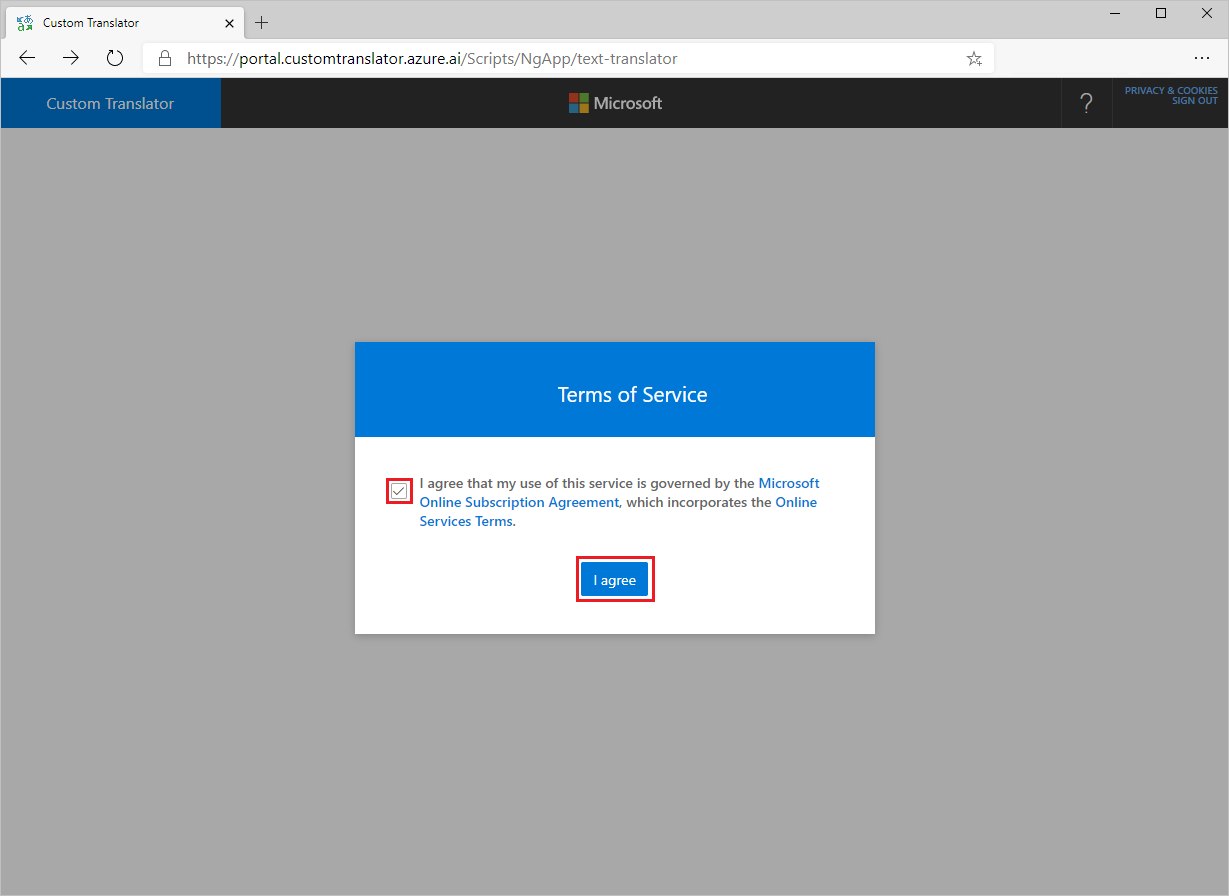 Custom Translator
https://portal.customtranslator.azure.ai/Scripts/NgApp/text-translator
Custom Translator
Microsoft
?
PRIVACY & COOKIES
SIGN OUT
Terms of Service
I agree that my use of this service is governed by the Microsoft
Online Subscription Agreement, which incorporates the Online
Services Terms.
I agree